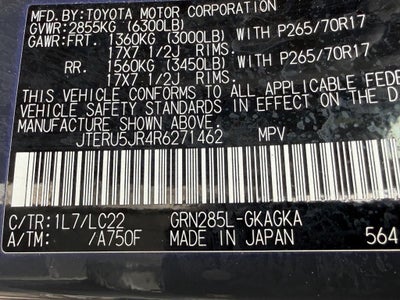 MFD.BY:TOYOTA MOTOR CORPORATION
GVWR:2855KG (6300LB)
GAWR:FRT. 1360KG (3000LB) WITH P265/70R17
17X7 1/2J RIMS.
RR. 1560KG (3450LB) WITH P265/70R17
17X7 1/2J RIMS.
THIS VEHICLE CONFORMS TO ALL APPLICABLE
VEHICLE SAFETY STANDARDS IN EFFECT ON THE
MANUFACTURE INDICATED ABOVE.
JTERU5JR4R6271462 MPV
C/TR:1L7/LC22 GRN285L-GKAGKA
A/TM: /A750F MADE IN JAPAN 564